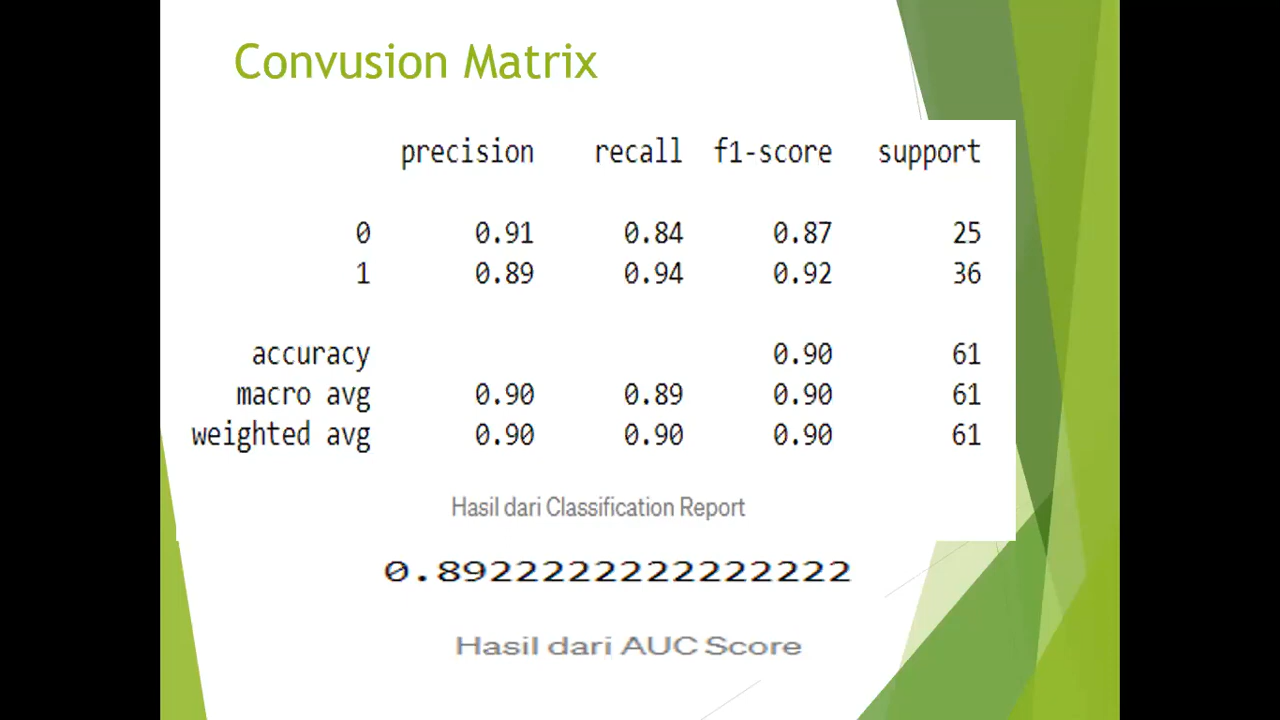 Convusion Matrix
precision recall f1-score support
0 0.91 0.84 0.87 25
1 0.89 0.94 0.92 36
accuracy 0.90 61
macro avg 0.90 0.89 0.90 61
weighted avg 0.90 0.90 0.90 61
Hasil dari Classification Report
0.8922222222222222
Hasil dari AUC Score